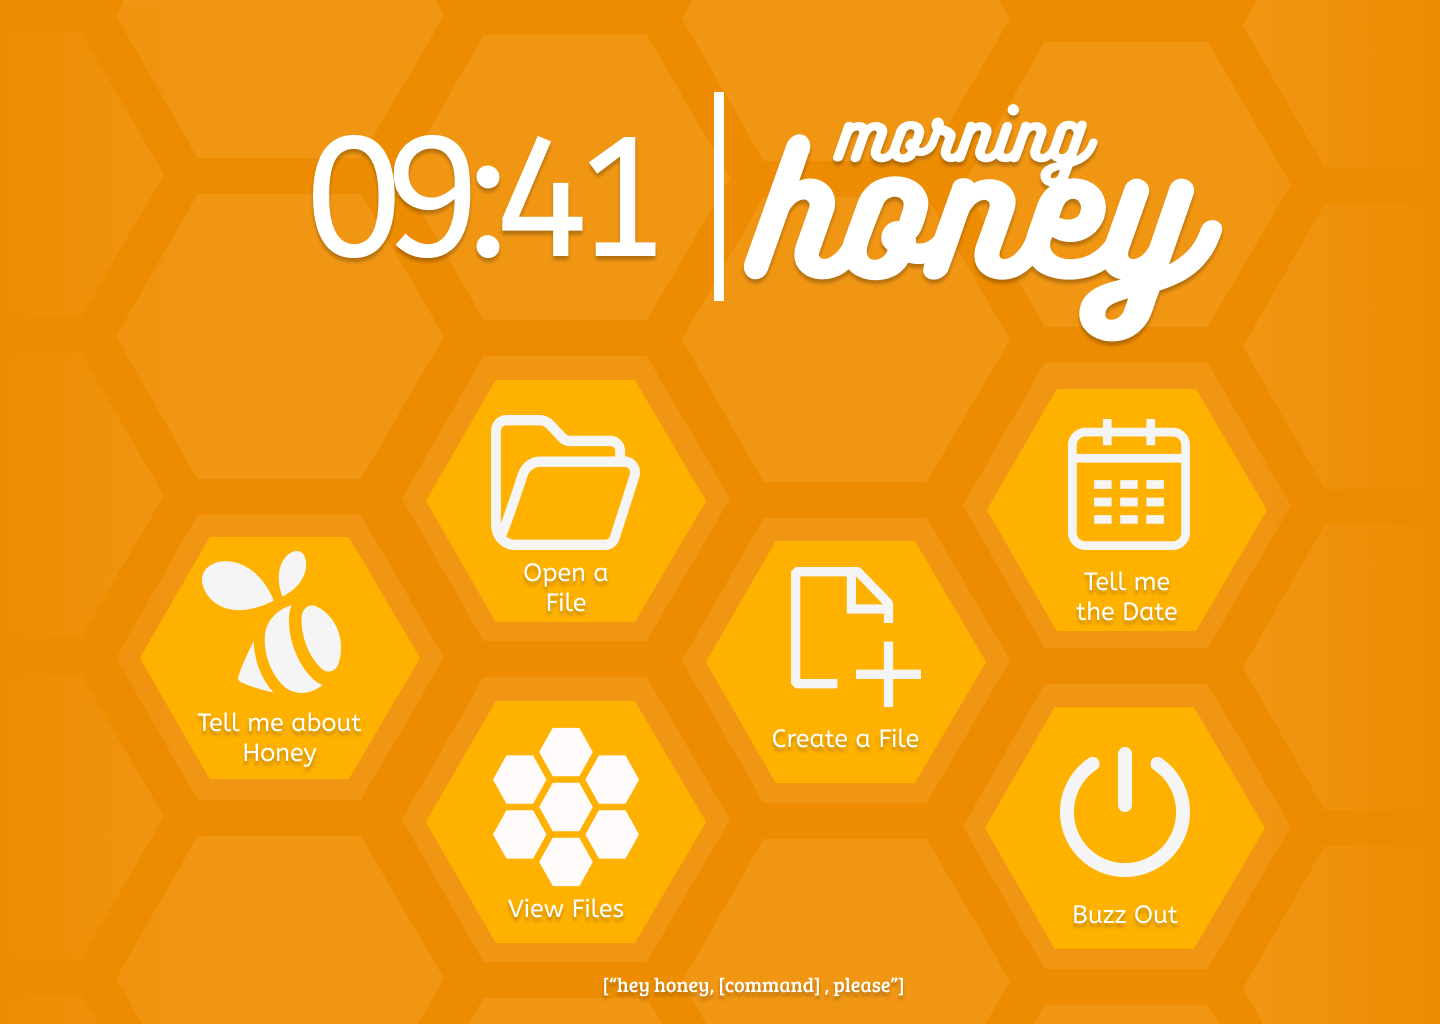 09:41
morning
honey
Open a
File
Tell me
the Date
Tell me about
Honey
Create a File
View Files
Buzz Out
[“hey honey, [command] , please”]